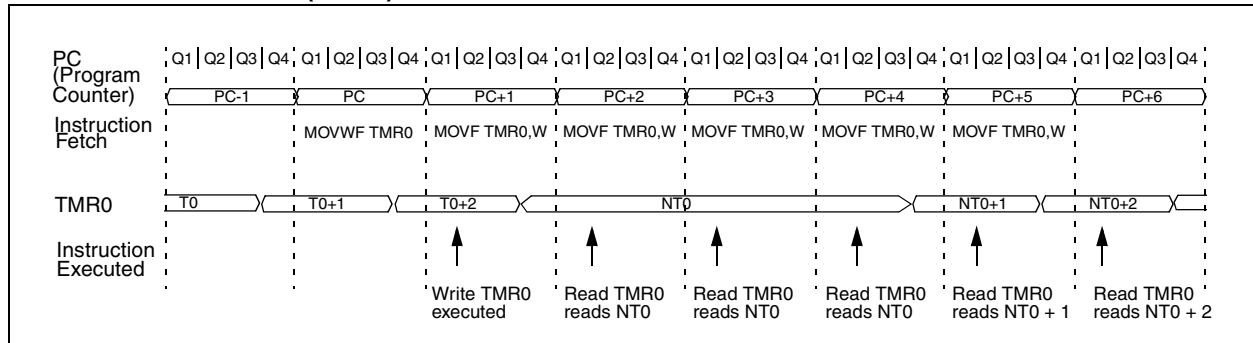 PC (Program Counter)
Q1 Q2 Q3 Q4 Q1 Q2 Q3 Q4 Q1 Q2 Q3 Q4 Q1 Q2 Q3 Q4 Q1 Q2 Q3 Q4 Q1 Q2 Q3 Q4 Q1 Q2 Q3 Q4 Q1 Q2 Q3 Q4
PC-1 PC PC+1 PC+2 PC+3 PC+4 PC+5 PC+6
Instruction Fetch
MOVWF TMR0 MOVF TMR0,W MOVF TMR0,W MOVF TMR0,W MOVF TMR0,W MOVF TMR0,W
TMR0 T0 T0+1 T0+2 NT0 NT0+1 NT0+2
Instruction Executed
Write TMR0 executed
Read TMR0 reads NT0
Read TMR0 reads NT0
Read TMR0 reads NT0
Read TMR0 reads NT0 + 1
Read TMR0 reads NT0 + 2